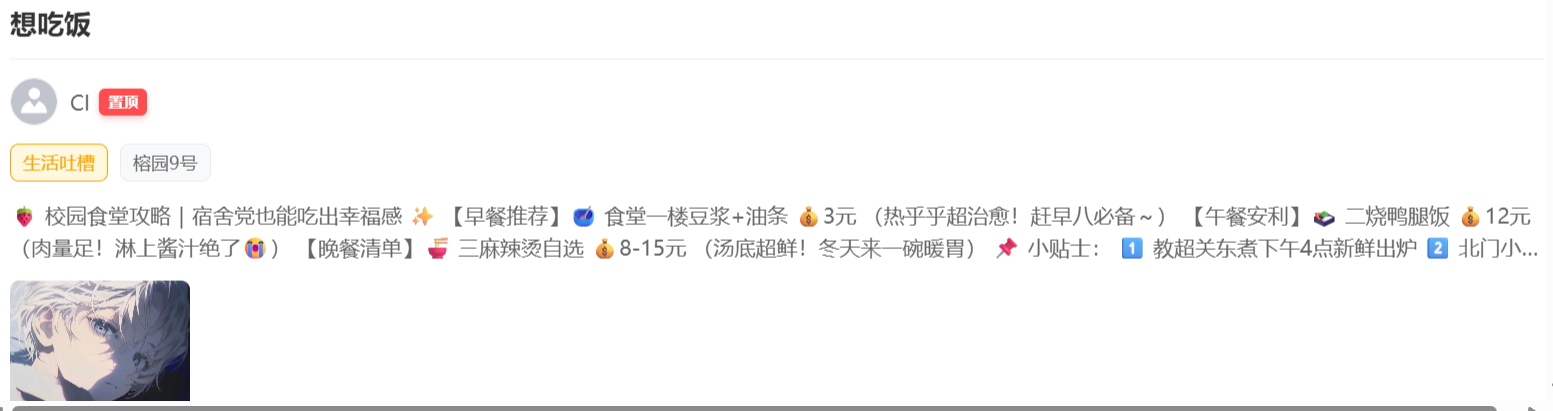 想吃饭
Cl 置顶
生活吐槽 榕园9号
🍓 校园食堂攻略｜宿舍党也能吃出幸福感 ✨ 【早餐推荐】🥣 食堂一楼豆浆+油条 💰3元 （热乎乎超治愈！赶早八必备～） 【午餐安利】🍱 二烧鸭腿饭 💰12元
（肉量足！淋上酱汁绝了😭） 【晚餐清单】🍜 三麻辣烫自选 💰8-15元 （汤底超鲜！冬天来一碗暖胃） 📌 小贴士： 1️⃣ 教超关东煮下午4点新鲜出炉 2️⃣ 北门小...